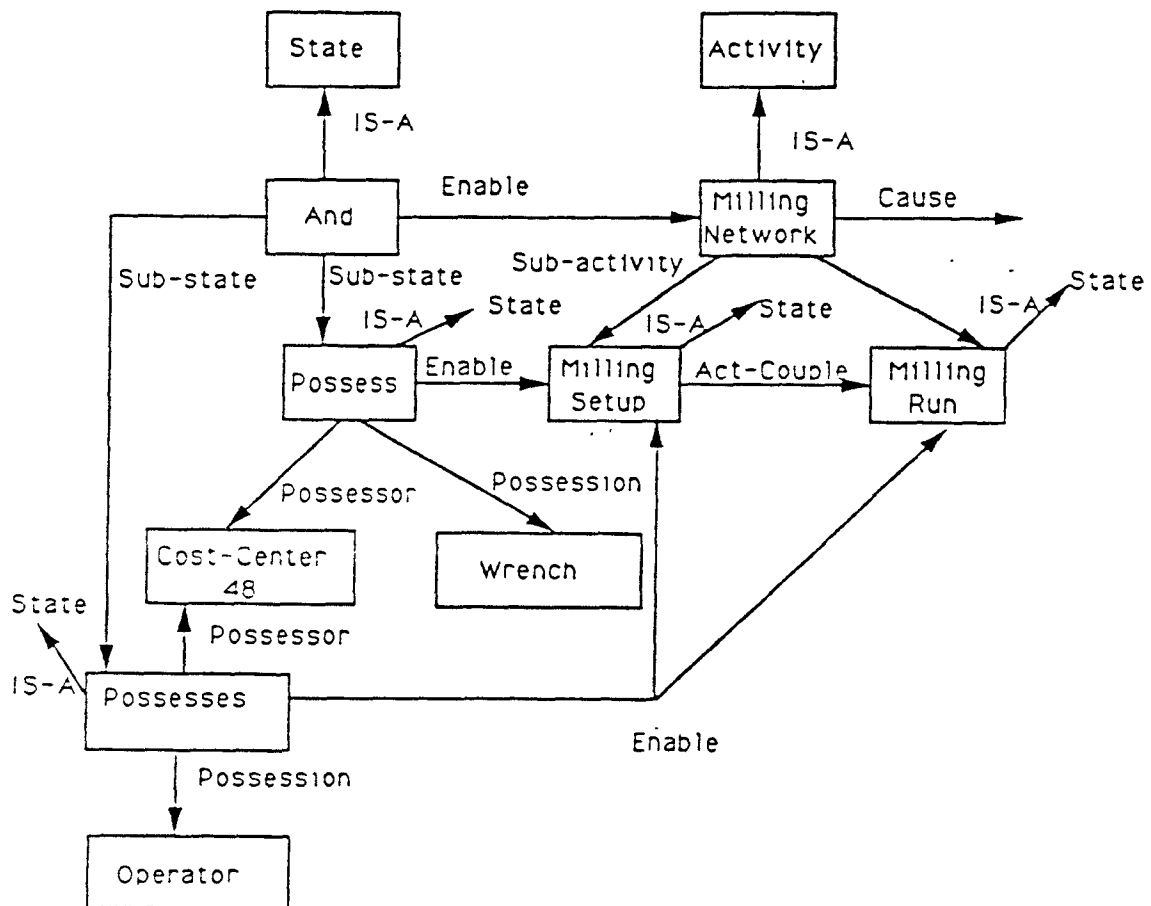 State
Activity
IS-A
IS-A
And
Enable
Milling
Network
Cause
Sub-state
Sub-state
Sub-activity
State
IS-A
State
IS-A
State
IS-A
Possess
Enable
Milling
Setup
Act-Couple
Milling
Run
Possessor
Possession
Cost-Center
48
Wrench
State
Possessor
IS-A
Possesses
Enable
Possession
Operator